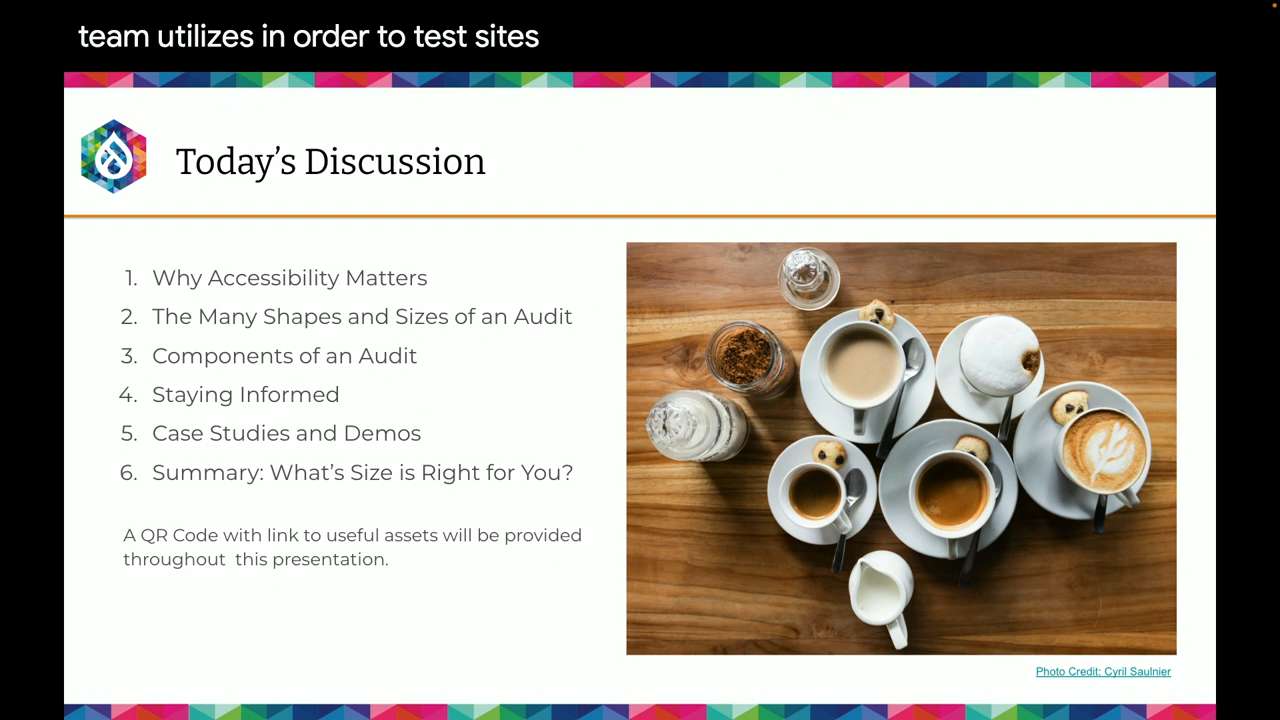 team utilizes in order to test sites
Today’s Discussion
1. Why Accessibility Matters
2. The Many Shapes and Sizes of an Audit
3. Components of an Audit
4. Staying Informed
5. Case Studies and Demos
6. Summary: What’s Size is Right for You?
A QR Code with link to useful assets will be provided
throughout  this presentation.
Photo Credit: Cyril Saulnier